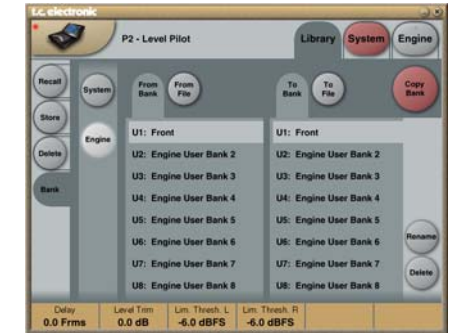 t.c. electronic
P2 - Level Pilot
Library
System
Engine
Recall
Store
Delete
Bank
System
Engine
From Bank
From File
To Bank
To File
Copy Bank
U1: Front
U2: Engine User Bank 2
U3: Engine User Bank 3
U4: Engine User Bank 4
U5: Engine User Bank 5
U6: Engine User Bank 6
U7: Engine User Bank 7
U8: Engine User Bank 8
U1: Front
U2: Engine User Bank 2
U3: Engine User Bank 3
U4: Engine User Bank 4
U5: Engine User Bank 5
U6: Engine User Bank 6
U7: Engine User Bank 7
U8: Engine User Bank 8
Rename
Delete
Delay
0.0 Frms
Level Trim
0.0 dB
Lim. Thresh. L
-6.0 dBFS
Lim. Thresh. R
-6.0 dBFS